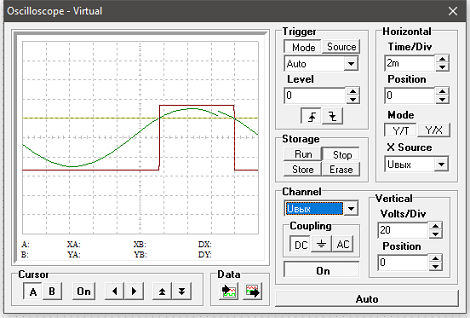 Oscilloscope - Virtual
Trigger
Mode Source
Auto
Level
0
Horizontal
Time/Div
2m
Position
0
Mode
Y/T Y/X
X Source
Uвых
Storage
Run Stop
Store Erase
Channel
Uвых
Coupling
DC AC
On
Vertical
Volts/Div
20
Position
0
A: XA: XB: DX:
B: YA: YB: DY:
Cursor
A B On
Data
Auto